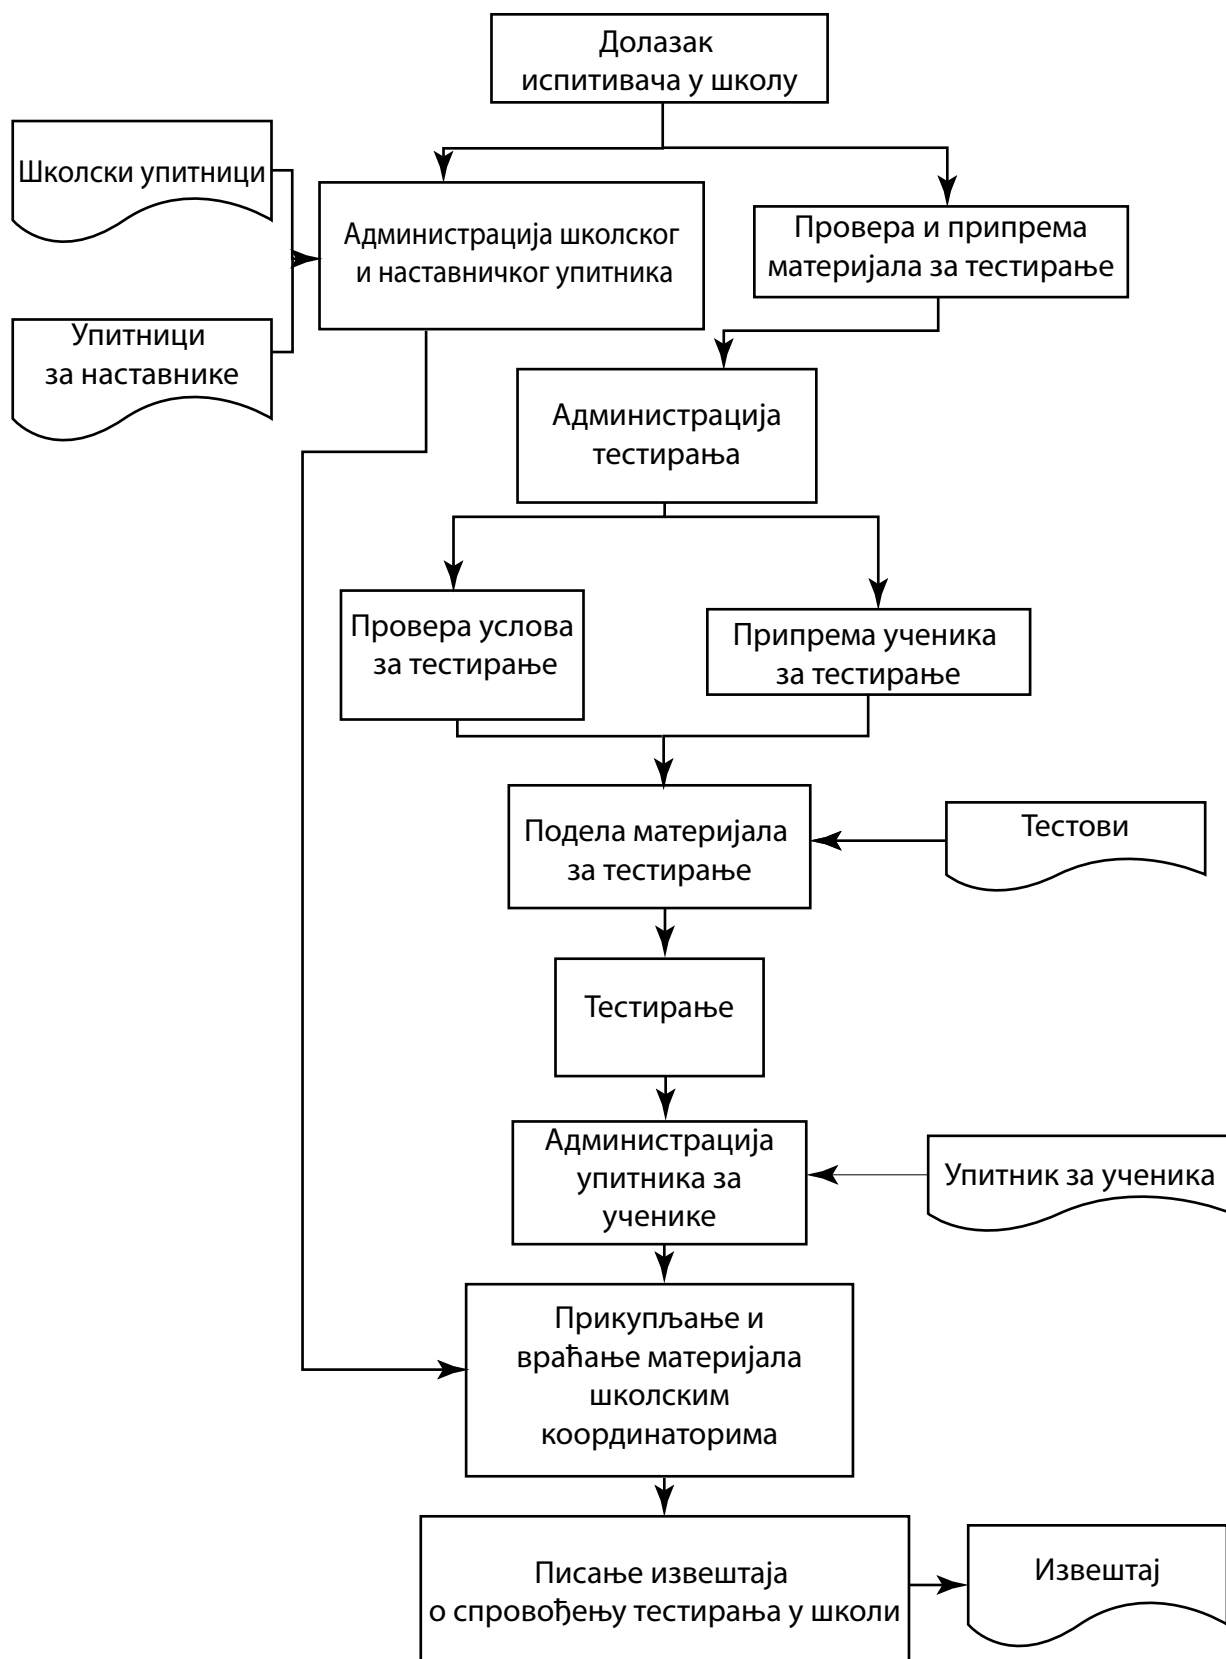 Долазак
испитивача у школу
Школски упитници
Администрација школског
и наставничког упитника
Провера и припрема
материјала за тестирање
Упитници
за наставнике
Администрација
тестирања
Провера услова
за тестирање
Припрема ученика
за тестирање
Подела материјала
за тестирање
Тестови
Тестирање
Администрација
упитника за
ученике
Упитник за ученика
Прикупљање и
враћање материјала
школским
координаторима
Писање извештаја
о спровођењу тестирања у школи
Извештај